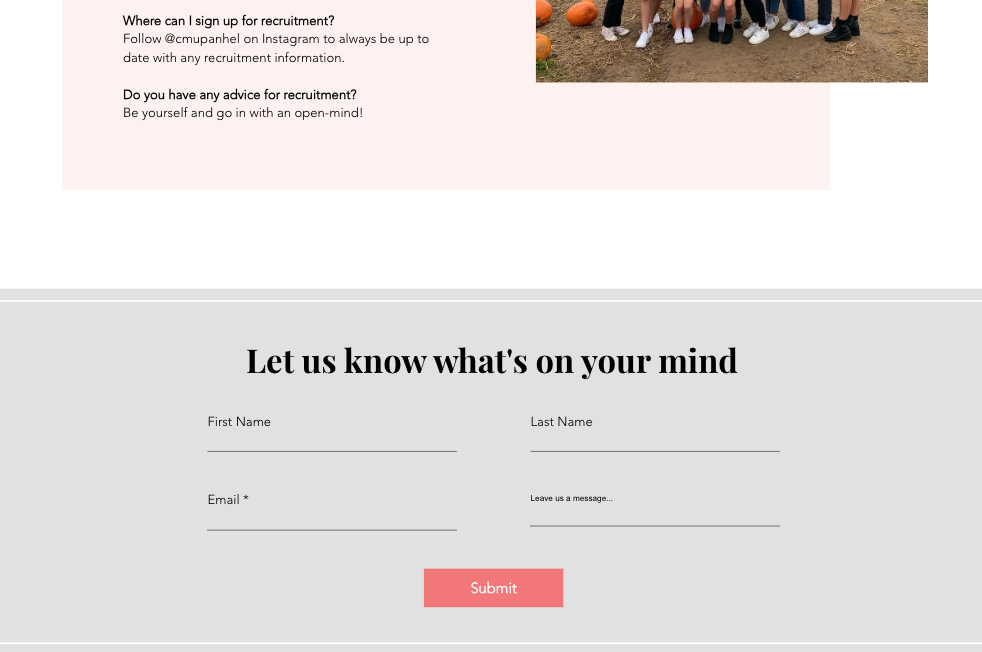 Where can I sign up for recruitment?
Follow @cmupanhel on Instagram to always be up to
date with any recruitment information.
Do you have any advice for recruitment?
Be yourself and go in with an open-mind!
Let us know what's on your mind
First Name
Last Name
Email *
Leave us a message...
Submit